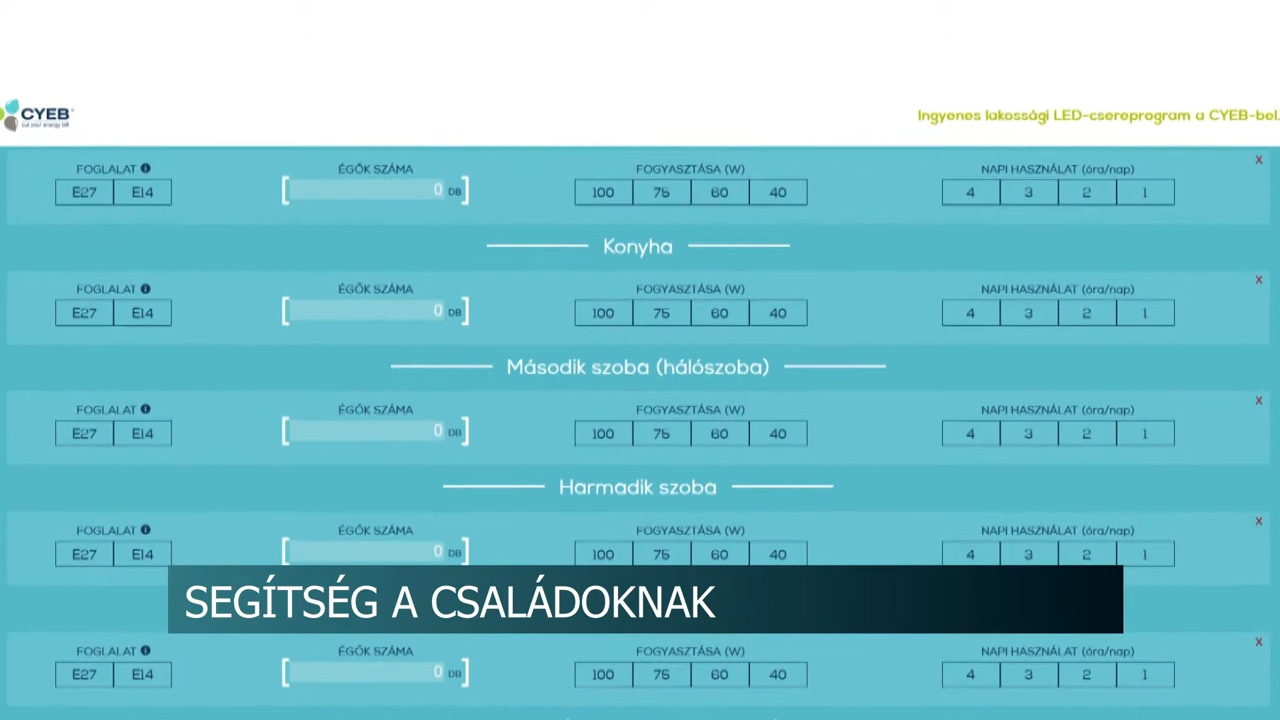 CYEB
cut your energy bill
Ingyenes lakossági LED-csereprogram a CYEB-bel.
FOGLALAT ÉGŐK SZÁMA FOGYASZTÁSA (W) NAPI HASZNÁLAT (óra/nap) X
E27 E14 0 DB 100 75 60 40 4 3 2 1
Konyha
FOGLALAT ÉGŐK SZÁMA FOGYASZTÁSA (W) NAPI HASZNÁLAT (óra/nap) X
E27 E14 0 DB 100 75 60 40 4 3 2 1
Második szoba (hálószoba)
FOGLALAT ÉGŐK SZÁMA FOGYASZTÁSA (W) NAPI HASZNÁLAT (óra/nap) X
E27 E14 0 DB 100 75 60 40 4 3 2 1
Harmadik szoba
FOGLALAT ÉGŐK SZÁMA FOGYASZTÁSA (W) NAPI HASZNÁLAT (óra/nap) X
E27 E14 0 DB 100 75 60 40 4 3 2 1
SEGÍTSÉG A CSALÁDOKNAK
FOGLALAT ÉGŐK SZÁMA FOGYASZTÁSA (W) NAPI HASZNÁLAT (óra/nap) X
E27 E14 0 DB 100 75 60 40 4 3 2 1